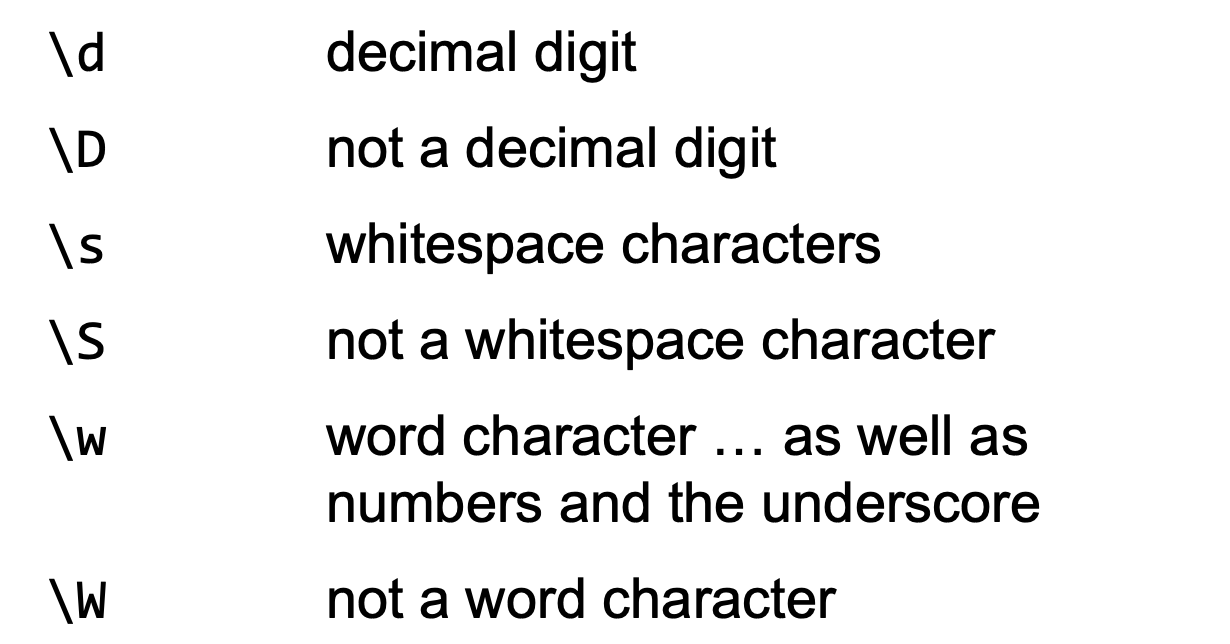 \d decimal digit
\D not a decimal digit
\s whitespace characters
\S not a whitespace character
\w word character … as well as
numbers and the underscore
\W not a word character